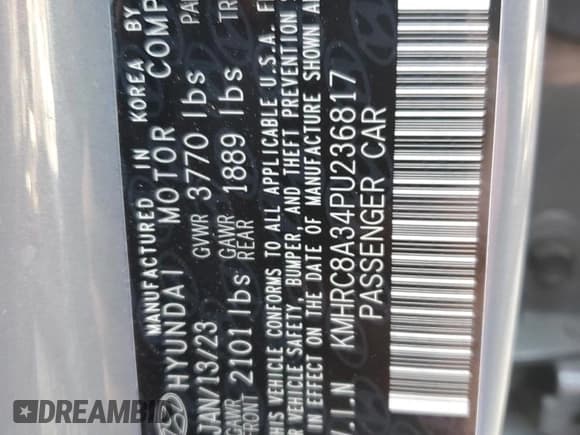 MANUFACTURED IN KOREA BY
HYUNDAI MOTOR COMP
JAN/13/23 GVWR 3770 lbs PA
GAWR FRONT 2101 lbs GAWR REAR 1889 lbs TR
THIS VEHICLE CONFORMS TO ALL APPLICABLE U.S.A. F
VEHICLE SAFETY, BUMPER, AND THEFT PREVENTION S
IN EFFECT ON THE DATE OF MANUFACTURE SHOWN A
V.I.N KMHRC8A34PU236817
PASSENGER CAR
DREAMBID